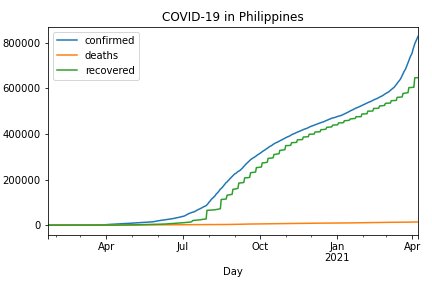 COVID-19 in Philippines
confirmed
deaths
recovered
800000
600000
400000
200000
0
Apr Jul Oct Jan Apr
2021
Day